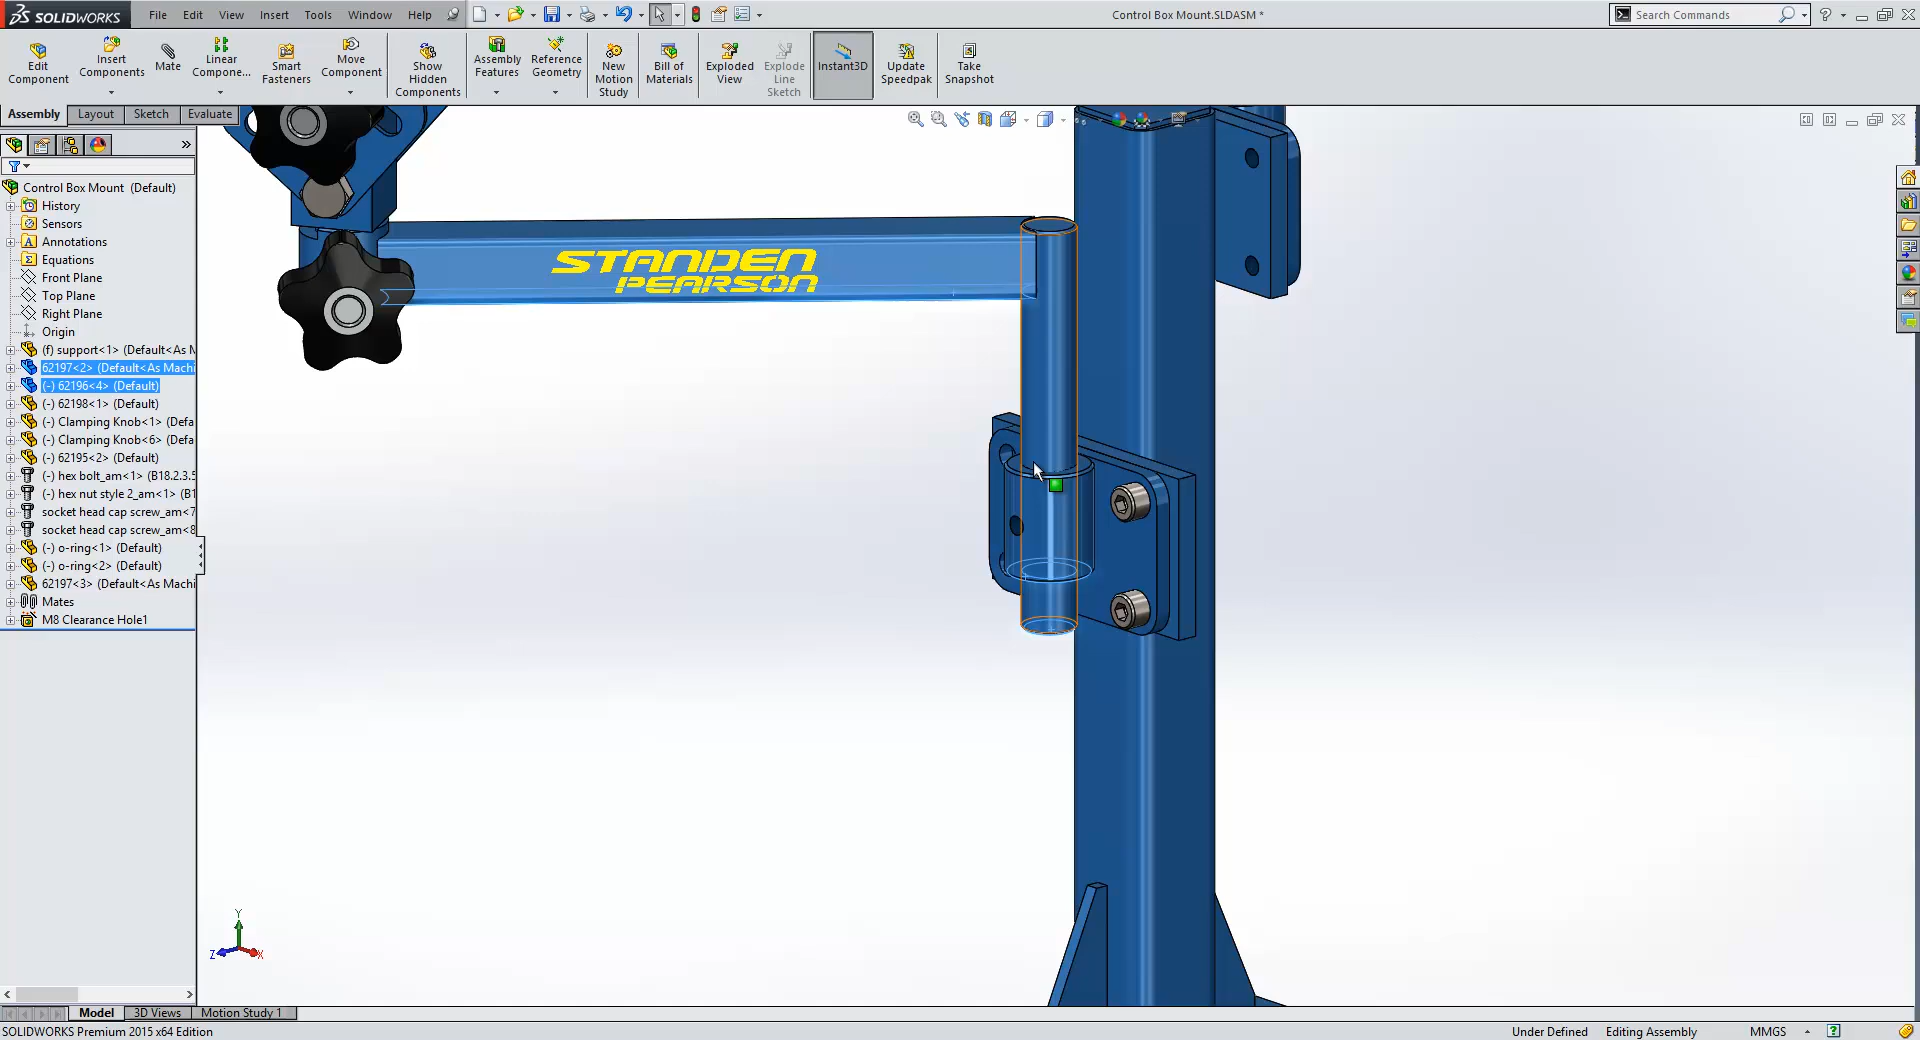 SOLIDWORKS
File Edit View Insert Tools Window Help
Control Box Mount.SLDASM *
Search Commands
Edit Component
Insert Components
Mate
Linear Compone...
Smart Fasteners
Move Component
Show Hidden Components
Assembly Features
Reference Geometry
New Motion Study
Bill of Materials
Exploded View
Explode Line Sketch
Instant3D
Update Speedpak
Take Snapshot
Assembly Layout Sketch Evaluate
Control Box Mount (Default)
History
Sensors
Annotations
Equations
Front Plane
Top Plane
Right Plane
Origin
(f) support<1> (Default<As M
62197<2> (Default<As Machi
(-) 62196<4> (Default)
(-) 62198<1> (Default)
(-) Clamping Knob<1> (Defa
(-) Clamping Knob<6> (Defa
(-) 62195<2> (Default)
(-) hex bolt_am<1> (B18.2.3.5
(-) hex nut style 2_am<1> (B1
socket head cap screw_am<7
socket head cap screw_am<8
(-) o-ring<1> (Default)
(-) o-ring<2> (Default)
62197<3> (Default<As Machi
Mates
M8 Clearance Hole1
STANDEN
PEARSON
Y
Z X
Model 3D Views Motion Study 1
SOLIDWORKS Premium 2015 x64 Edition
Under Defined Editing Assembly MMGS